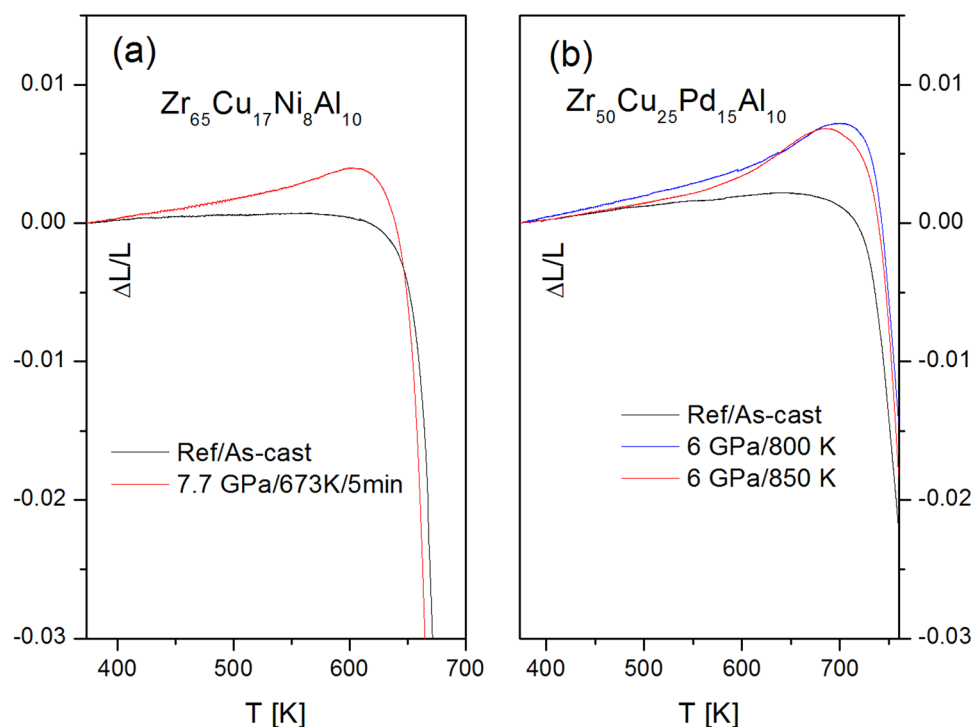 (a)
Zr65Cu17Ni8Al10
0.01
0.00
-0.01
-0.02
-0.03
ΔL/L
Ref/As-cast
7.7 GPa/673K/5min
400
500
600
700
T [K]
(b)
Zr50Cu25Pd15Al10
ΔL/L
Ref/As-cast
6 GPa/800 K
6 GPa/850 K
0.01
0.00
-0.01
-0.02
-0.03
400
500
600
700
T [K]